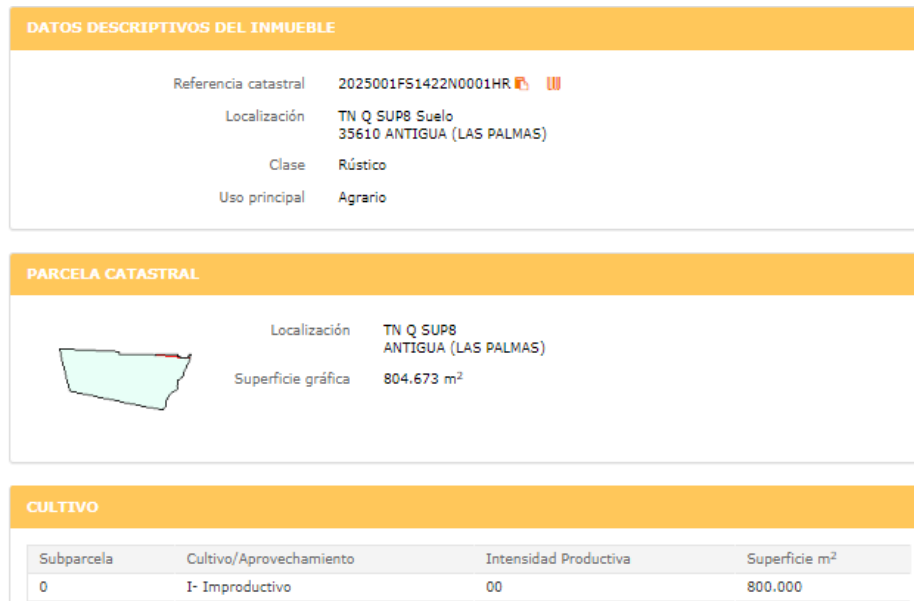 DATOS DESCRIPTIVOS DEL INMUEBLE
Referencia catastral 2025001FS1422N0001HR
Localización TN Q SUP8 Suelo
35610 ANTIGUA (LAS PALMAS)
Clase Rústico
Uso principal Agrario
PARCELA CATASTRAL
Localización TN Q SUP8
ANTIGUA (LAS PALMAS)
Superficie gráfica 804.673 m²
CULTIVO
Subparcela Cultivo/Aprovechamiento Intensidad Productiva Superficie m²
0 I- Improductivo 00 800.000